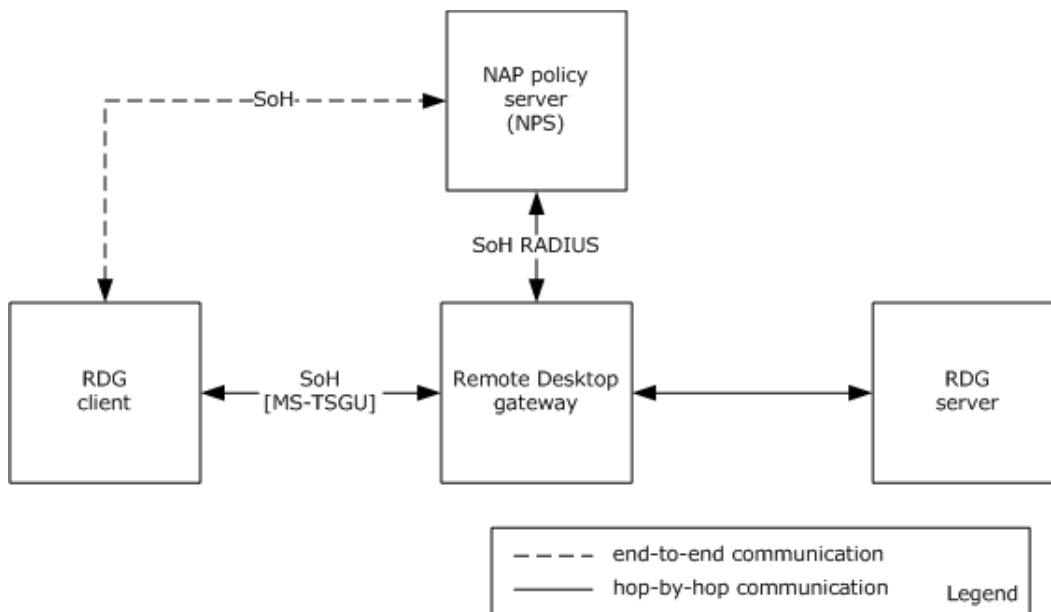 NAP policy
server
(NPS)
SoH
SoH RADIUS
RDG
client
SoH
[MS-TSGU]
Remote Desktop
gateway
RDG
server
end-to-end communication
hop-by-hop communication
Legend